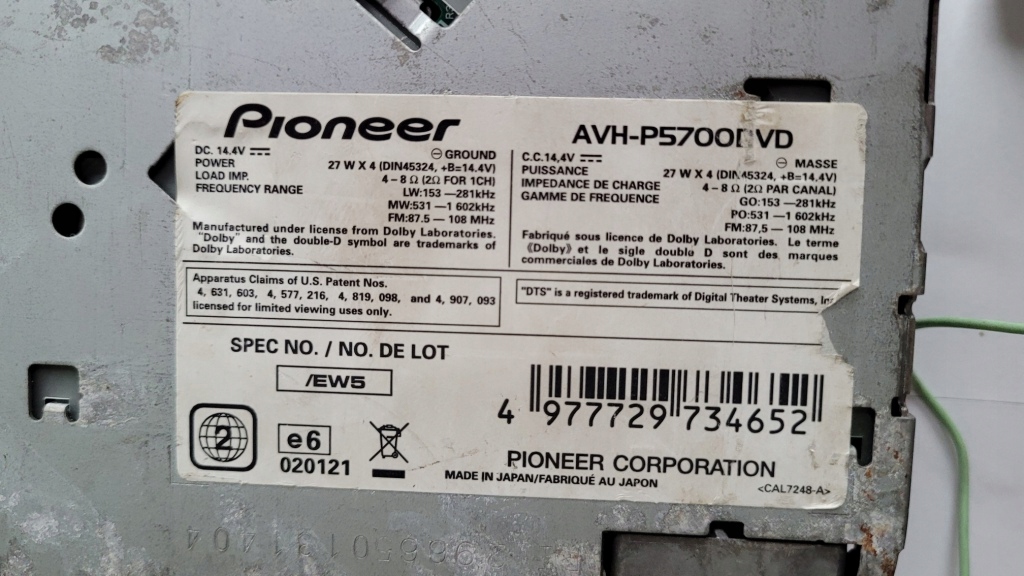 Pioneer
DC. 14.4V ⊖ GROUND
POWER 27 W X 4 (DIN45324, +B=14.4V)
LOAD IMP. 4–8 Ω (2Ω FOR 1CH)
FREQUENCY RANGE LW:153 —281kHz
MW:531 —1 602kHz
FM:87.5 — 108 MHz
Manufactured under license from Dolby Laboratories.
"Dolby" and the double-D symbol are trademarks of
Dolby Laboratories.
AVH-P5700DVD
C.C.14,4V ⊖ MASSE
PUISSANCE 27 W X 4 (DIN45324, +B=14,4V)
IMPEDANCE DE CHARGE 4–8 Ω (2Ω PAR CANAL)
GAMME DE FREQUENCE GO:153 —281kHz
PO:531 —1 602kHz
FM:87,5 — 108 MHz
Fabriqué sous licence de Dolby Laboratories. Le terme
《Dolby》 et le sigle double D sont des marques
commerciales de Dolby Laboratories.
Apparatus Claims of U.S. Patent Nos.
4, 631, 603, 4, 577, 216, 4, 819, 098, and 4, 907, 093
licensed for limited viewing uses only.
"DTS" is a registered trademark of Digital Theater Systems,
SPEC NO. / NO. DE LOT
/EW5
2
e6
020121
4 977729 734652
PIONEER CORPORATION
MADE IN JAPAN/FABRIQUÉ AU JAPON
<CAL7248-A>